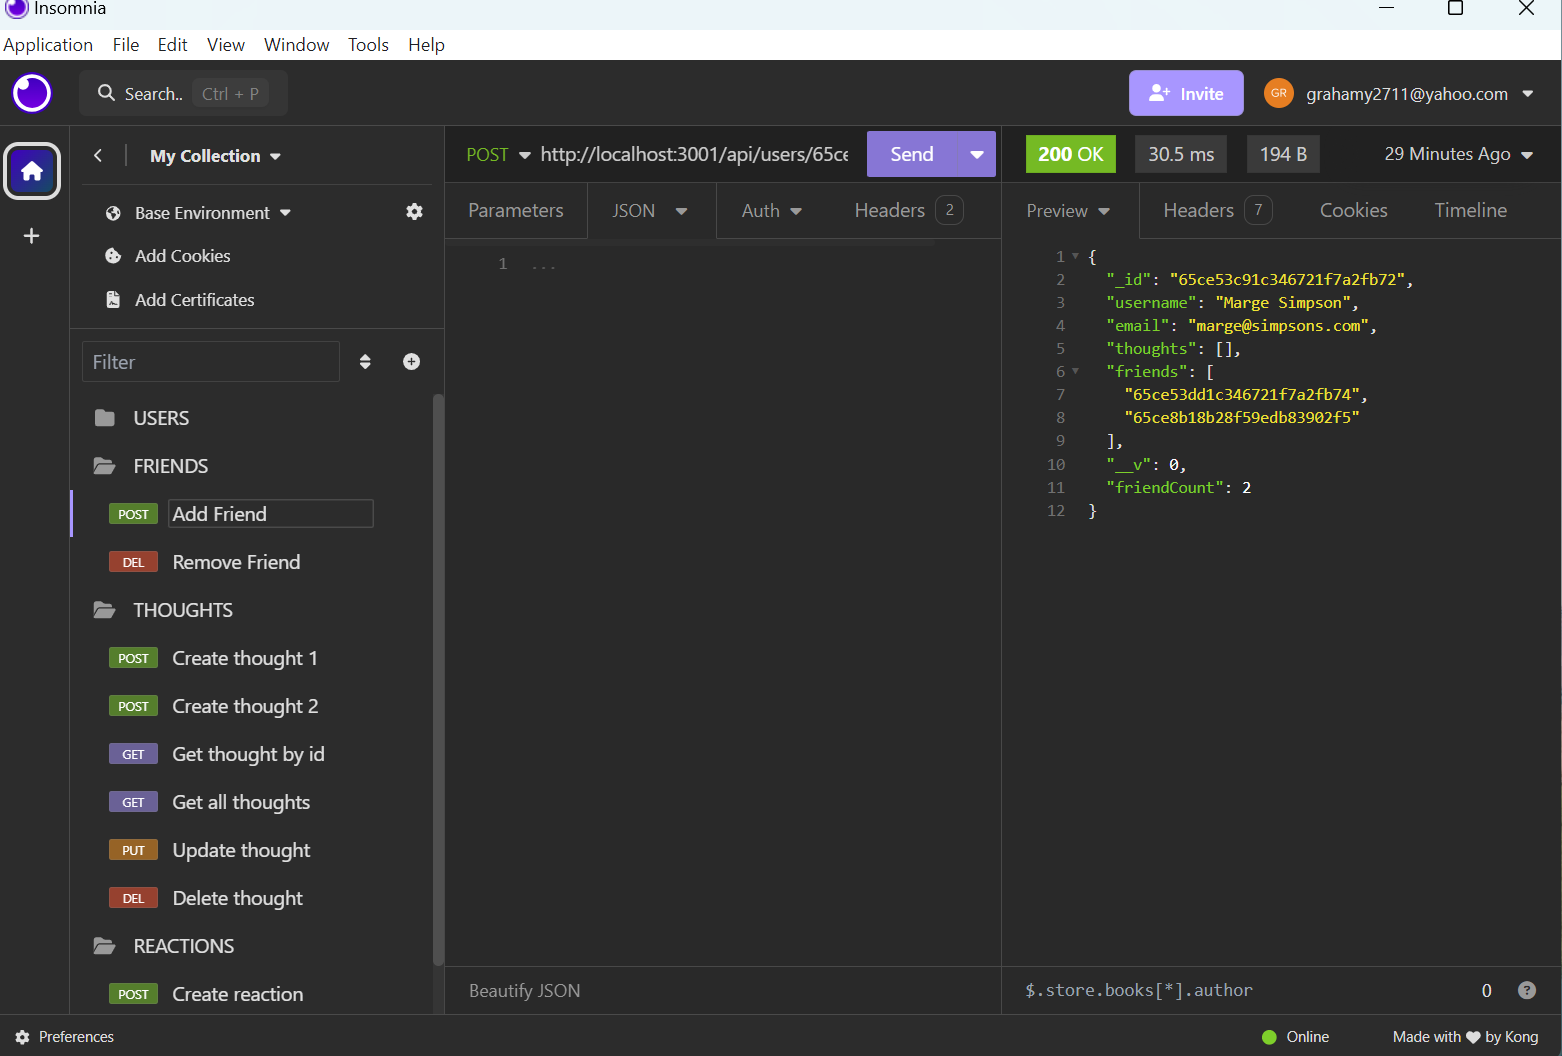 Insomnia
Application File Edit View Window Tools Help
Search.. Ctrl + P
Invite
GR grahamy2711@yahoo.com
My Collection
Base Environment
Add Cookies
Add Certificates
Filter
USERS
FRIENDS
POST Add Friend
DEL Remove Friend
THOUGHTS
POST Create thought 1
POST Create thought 2
GET Get thought by id
GET Get all thoughts
PUT Update thought
DEL Delete thought
REACTIONS
POST Create reaction
POST http://localhost:3001/api/users/65ce
Send
Parameters JSON Auth Headers 2
1 ...
Beautify JSON
200 OK 30.5 ms 194 B 29 Minutes Ago
Preview Headers 7 Cookies Timeline
1 {
2 "_id": "65ce53c91c346721f7a2fb72",
3 "username": "Marge Simpson",
4 "email": "marge@simpsons.com",
5 "thoughts": [],
6 "friends": [
7 "65ce53dd1c346721f7a2fb74",
8 "65ce8b18b28f59edb83902f5"
9 ],
10 "__v": 0,
11 "friendCount": 2
12 }
$.store.books[*].author 0 ?
Preferences
Online
Made with ❤ by Kong